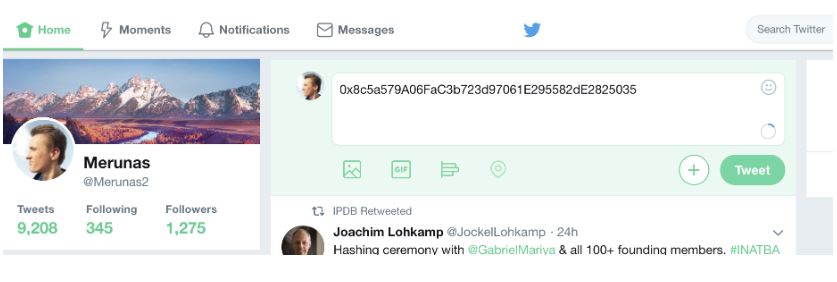 Home Moments Notifications Messages Search Twitter
0x8c5a579A06FaC3b723d97061E295582dE2825035
GIF
Tweet
Merunas
@Merunas2
Tweets Following Followers
9,208 345 1,275
IPDB Retweeted
Joachim Lohkamp @JockelLohkamp · 24h
Hashing ceremony with @GabrielMariya & all 100+ founding members. #INATBA